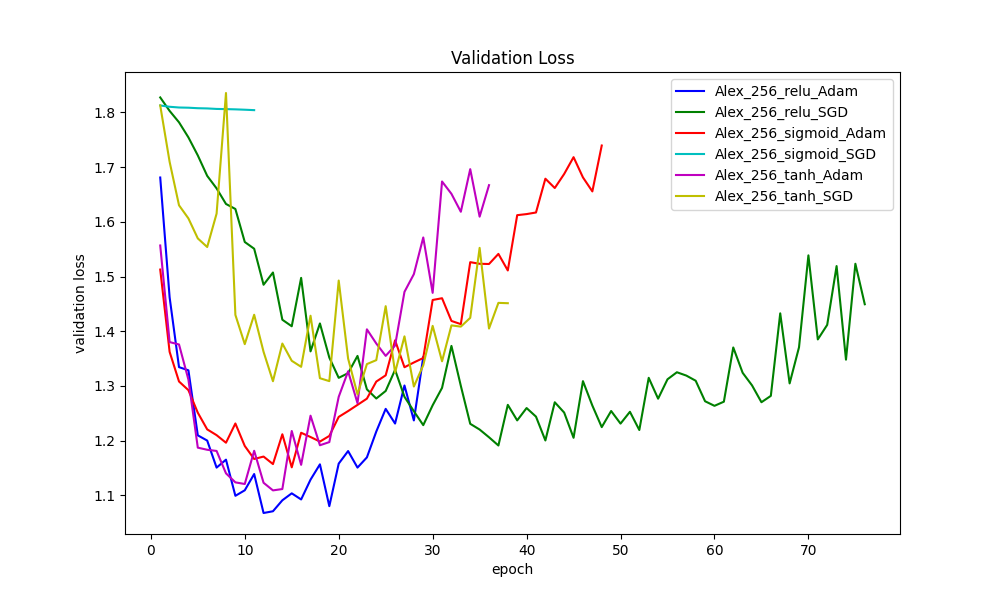 Validation Loss
Alex_256_relu_Adam
Alex_256_relu_SGD
Alex_256_sigmoid_Adam
Alex_256_sigmoid_SGD
Alex_256_tanh_Adam
Alex_256_tanh_SGD
validation loss
1.8
1.7
1.6
1.5
1.4
1.3
1.2
1.1
0 10 20 30 40 50 60 70
epoch